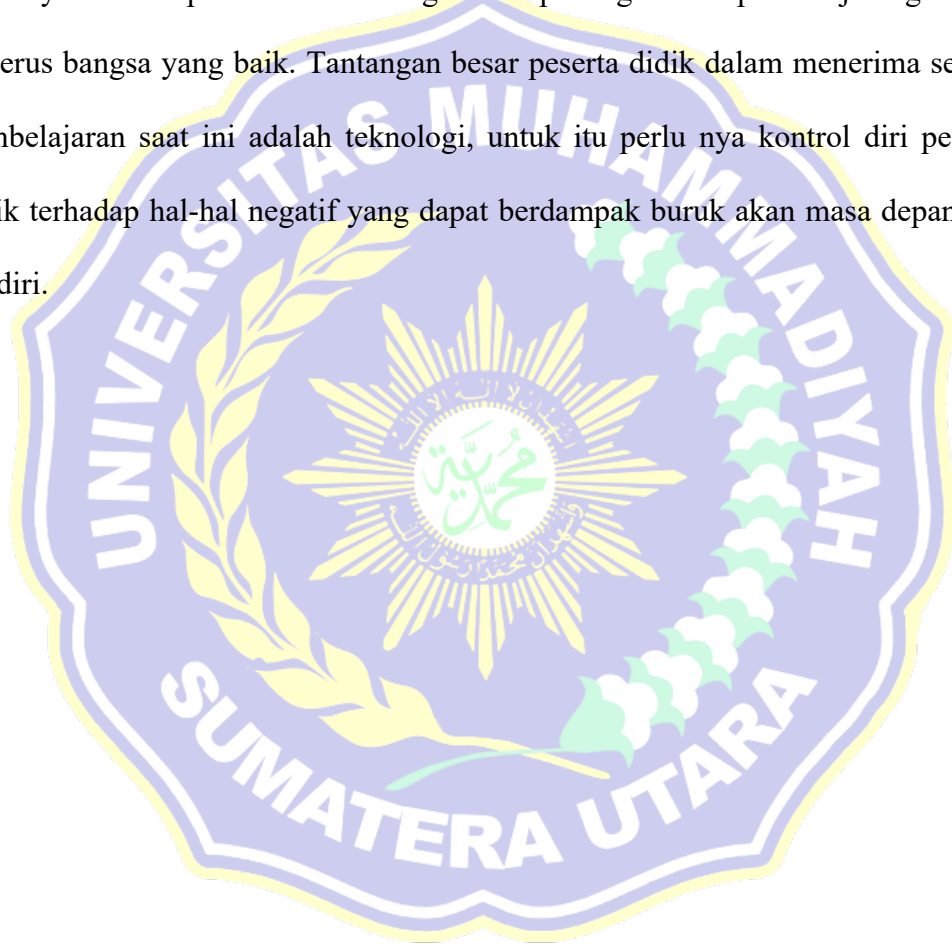 erus bangsa yang baik. Tantangan besar peserta didik dalam menerima se
nbelajaran saat ini adalah teknologi, untuk itu perlu nya kontrol diri pe
ik terhadap hal-hal negatif yang dapat berdampak buruk akan masa depan
diri.
UNIVERSITAS MUHAMMADIYAH
محمدية
SUMATERA UTARA